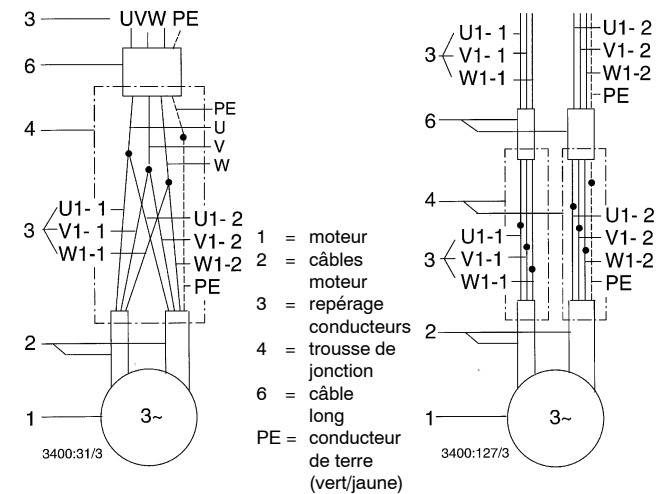 3 UVW PE
6
PE
4 U
V
W
U1- 1
3 V1- 1
W1-1
U1- 2
V1- 2
W1-2
PE
2
1 3~
3400:31/3
1 = moteur
2 = câbles
moteur
3 = repérage
conducteurs
4 = trousse de
jonction
6 = câble
long
PE = conducteur
de terre
(vert/jaune)
U1- 1
3 V1- 1
W1-1
U1- 2
V1- 2
W1-2
PE
6
4
U1-1
3 V1-1
W1-1
U1- 2
V1- 2
W1-2
PE
2
1 3~
3400:127/3